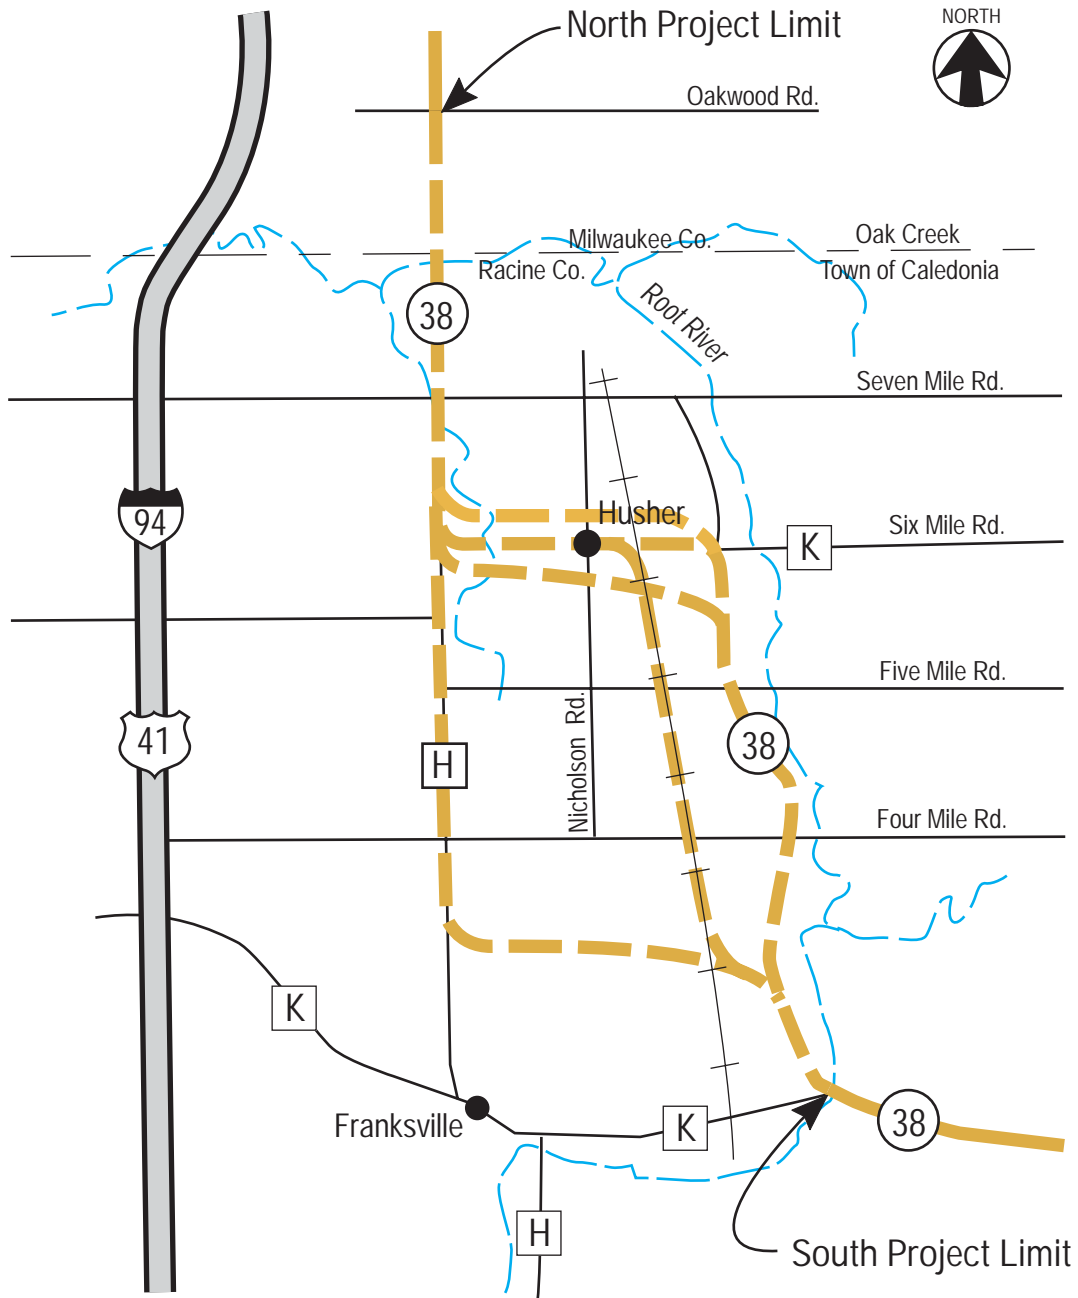 NORTH
North Project Limit
Oakwood Rd.
Milwaukee Co.
Oak Creek
Racine Co.
Town of Caledonia
38
Root River
Seven Mile Rd.
94
Husher
Six Mile Rd.
K
Five Mile Rd.
41
H
Nicholson Rd.
38
Four Mile Rd.
K
Franksville
K
38
H
South Project Limit